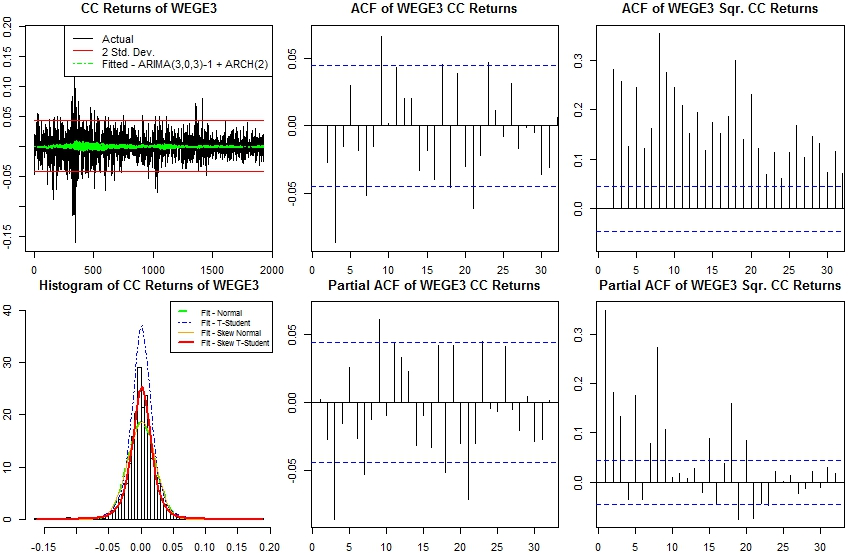 CC Returns of WEGE3
Actual
2 Std. Dev.
Fitted - ARIMA(3,0,3)-1 + ARCH(2)
0.20
0.15
0.05
-0.05
-0.15
0 500 1000 1500 2000
ACF of WEGE3 CC Returns
0.05
0.00
-0.05
0 5 10 15 20 25 30
ACF of WEGE3 Sqr. CC Returns
0.3
0.2
0.1
0.0
0 5 10 15 20 25 30
Histogram of CC Returns of WEGE3
Fit - Normal
Fit - T-Student
Fit - Skew Normal
Fit - Skew T-Student
40
30
20
10
0
-0.15 -0.05 0.00 0.05 0.10 0.15 0.20
Partial ACF of WEGE3 CC Returns
0.05
0.00
-0.05
0 5 10 15 20 25 30
Partial ACF of WEGE3 Sqr. CC Returns
0.3
0.2
0.1
0.0
0 5 10 15 20 25 30